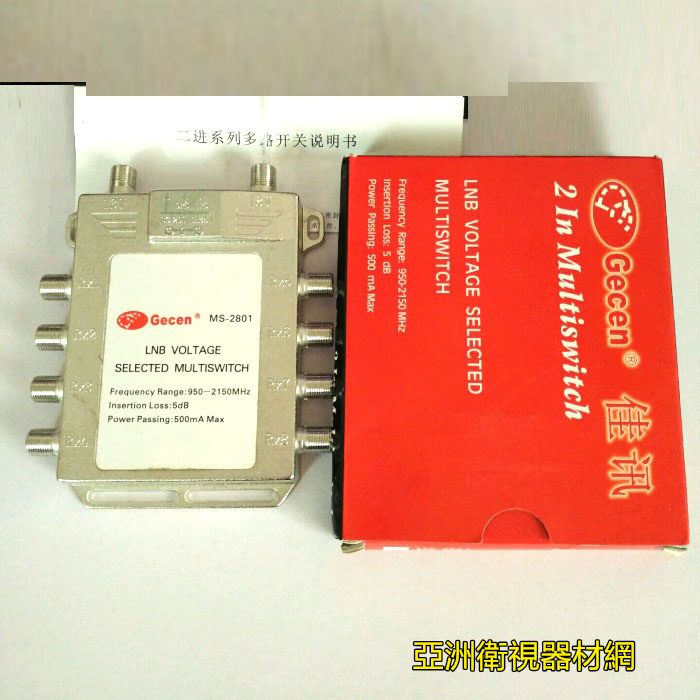 二进系列多路开关说明书
Gecen® MS-2801
LNB VOLTAGE
SELECTED MULTISWITCH
Frequency Range:950-2150MHz
Insertion Loss:5dB
Power Passing:500mA Max
Rx2
Rx3
Rx8
Gecen® 佳讯
2 In Multiswitch
LNB VOLTAGE SELECTED
MULTISWITCH
Frequency Range: 950-2150 MHz
Insertion Loss: 5 dB
Power Passing: 500 mA Max
亞洲衛視器材網